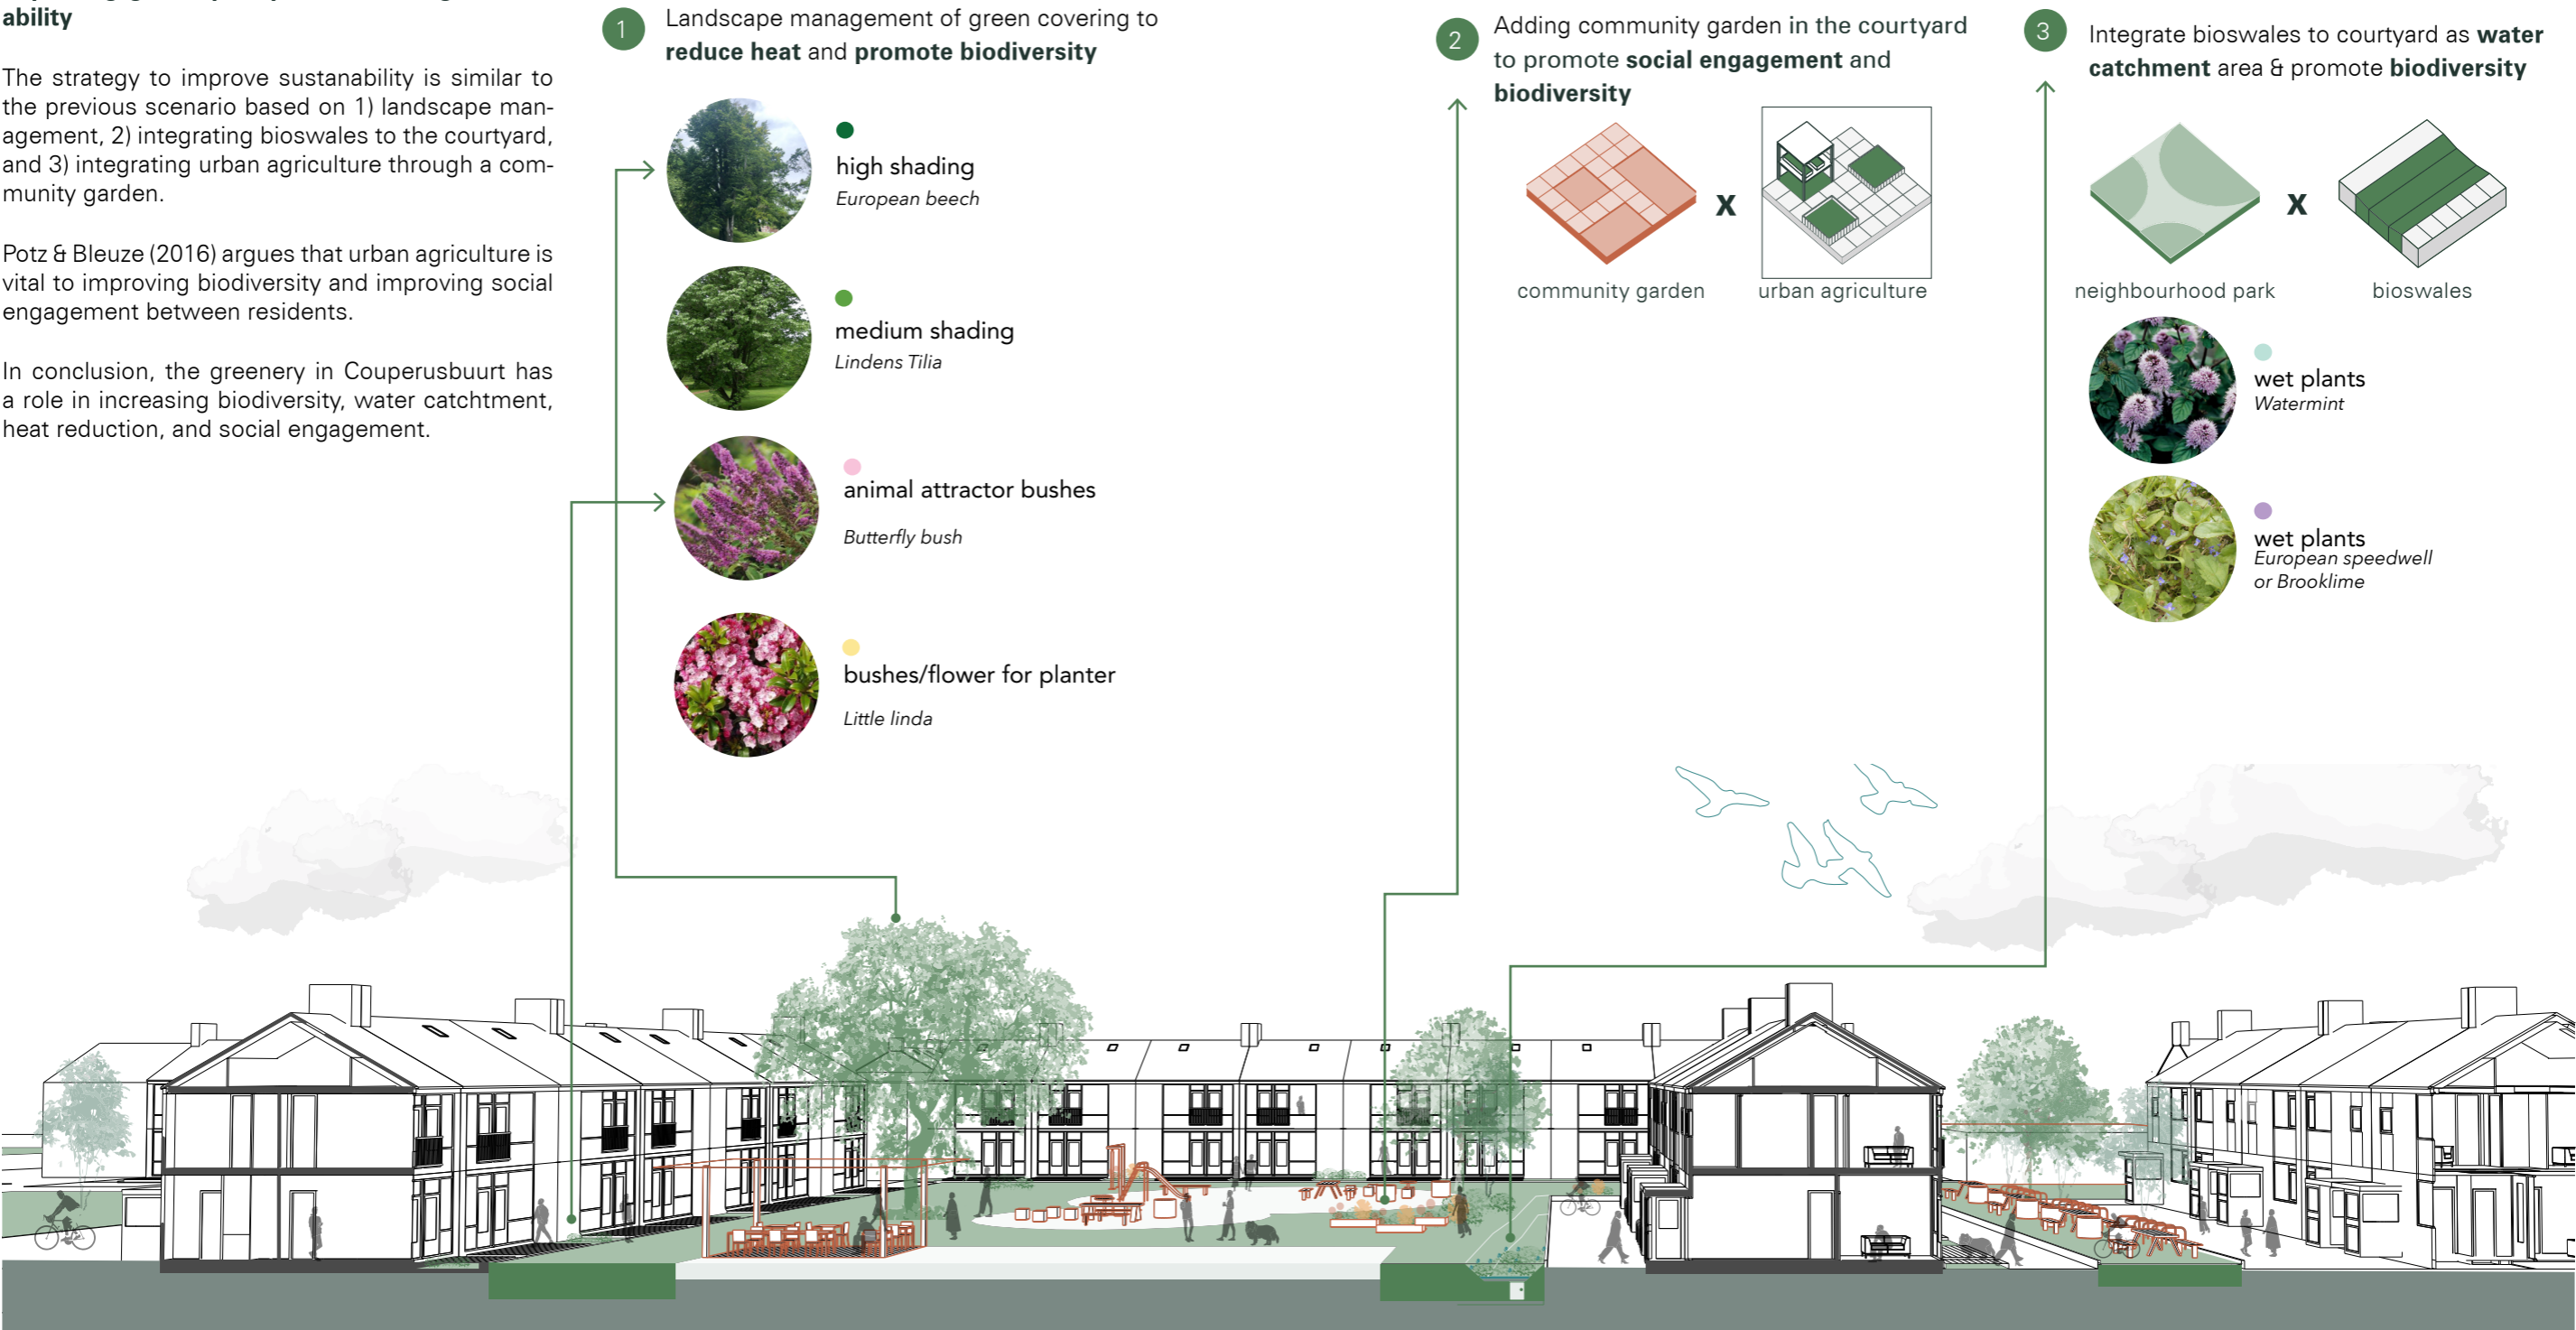 ability
The strategy to improve sustanability is similar to
the previous scenario based on 1) landscape man-
agement, 2) integrating bioswales to the courtyard,
and 3) integrating urban agriculture through a com-
munity garden.
Potz & Bleuze (2016) argues that urban agriculture is
vital to improving biodiversity and improving social
engagement between residents.
In conclusion, the greenery in Couperusbuurt has
a role in increasing biodiversity, water catchtment,
heat reduction, and social engagement.
1
Landscape management of green covering to
reduce heat and promote biodiversity
high shading
European beech
medium shading
Lindens Tilia
animal attractor bushes
Butterfly bush
bushes/flower for planter
Little linda
2
Adding community garden in the courtyard
to promote social engagement and
biodiversity
X
community garden
urban agriculture
3
Integrate bioswales to courtyard as water
catchment area & promote biodiversity
X
neighbourhood park
bioswales
wet plants
Watermint
wet plants
European speedwell
or Brooklime